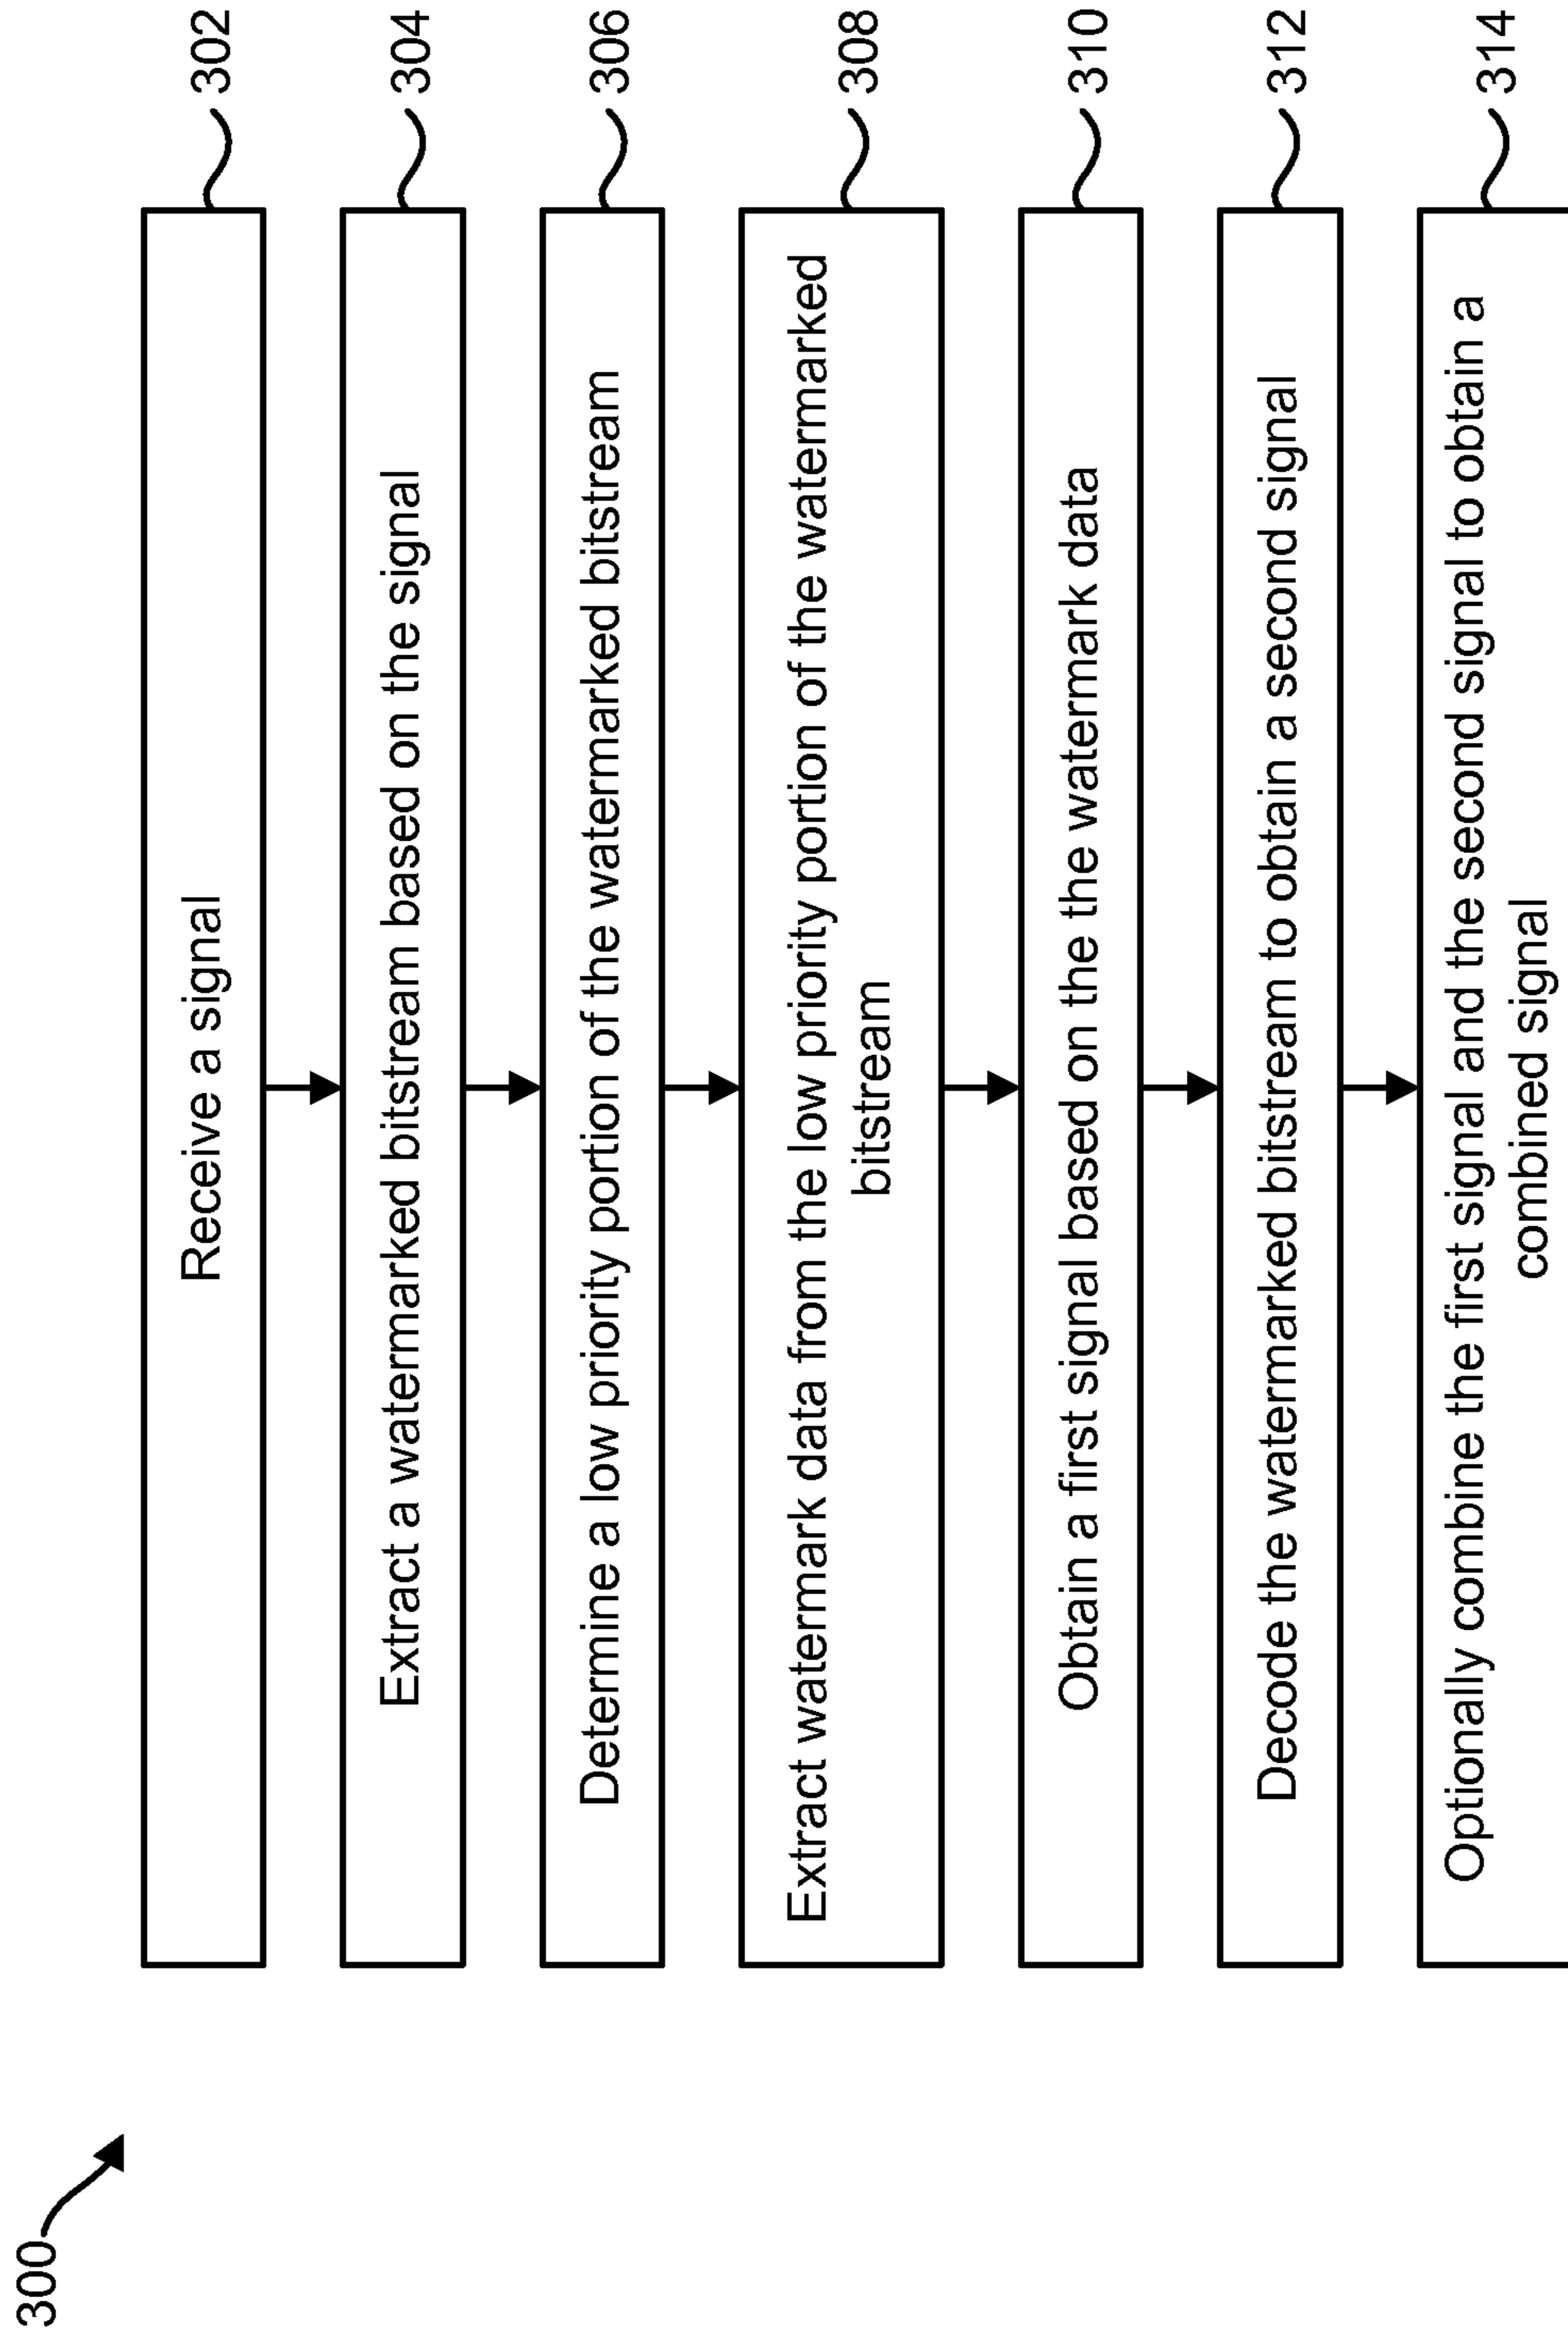 300
Receive a signal
302
Extract a watermarked bitstream based on the signal
304
Determine a low priority portion of the watermarked bitstream
306
Extract watermark data from the low priority portion of the watermarked
bitstream
308
Obtain a first signal based on the the watermark data
310
Decode the watermarked bitstream to obtain a second signal
312
Optionally combine the first signal and the second signal to obtain a
combined signal
314